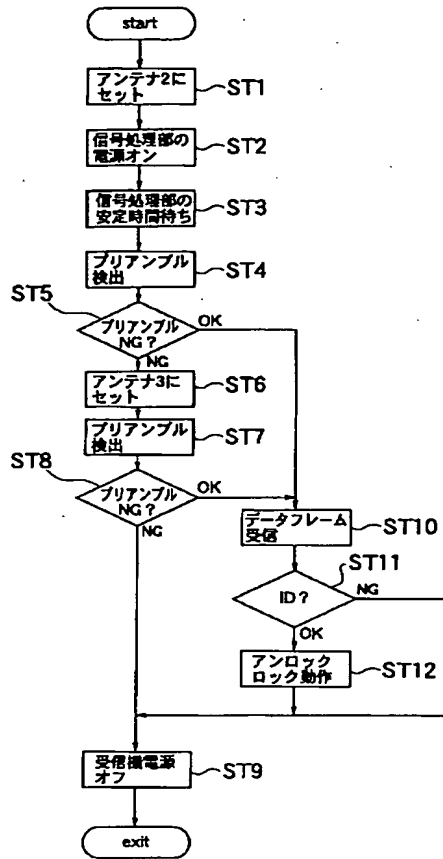 start
アンテナ2に
セット
ST1
信号処理部の
電源オン
ST2
信号処理部の
安定時間待ち
ST3
プリアンブル
検出
ST4
ST5
プリアンブル
NG?
OK
NG
アンテナ3に
セット
ST6
プリアンブル
検出
ST7
ST8
プリアンブル
NG?
OK
NG
データフレーム
受信
ST10
ST11
ID?
NG
OK
アンロック
ロック動作
ST12
受信機電源
オフ
ST9
exit